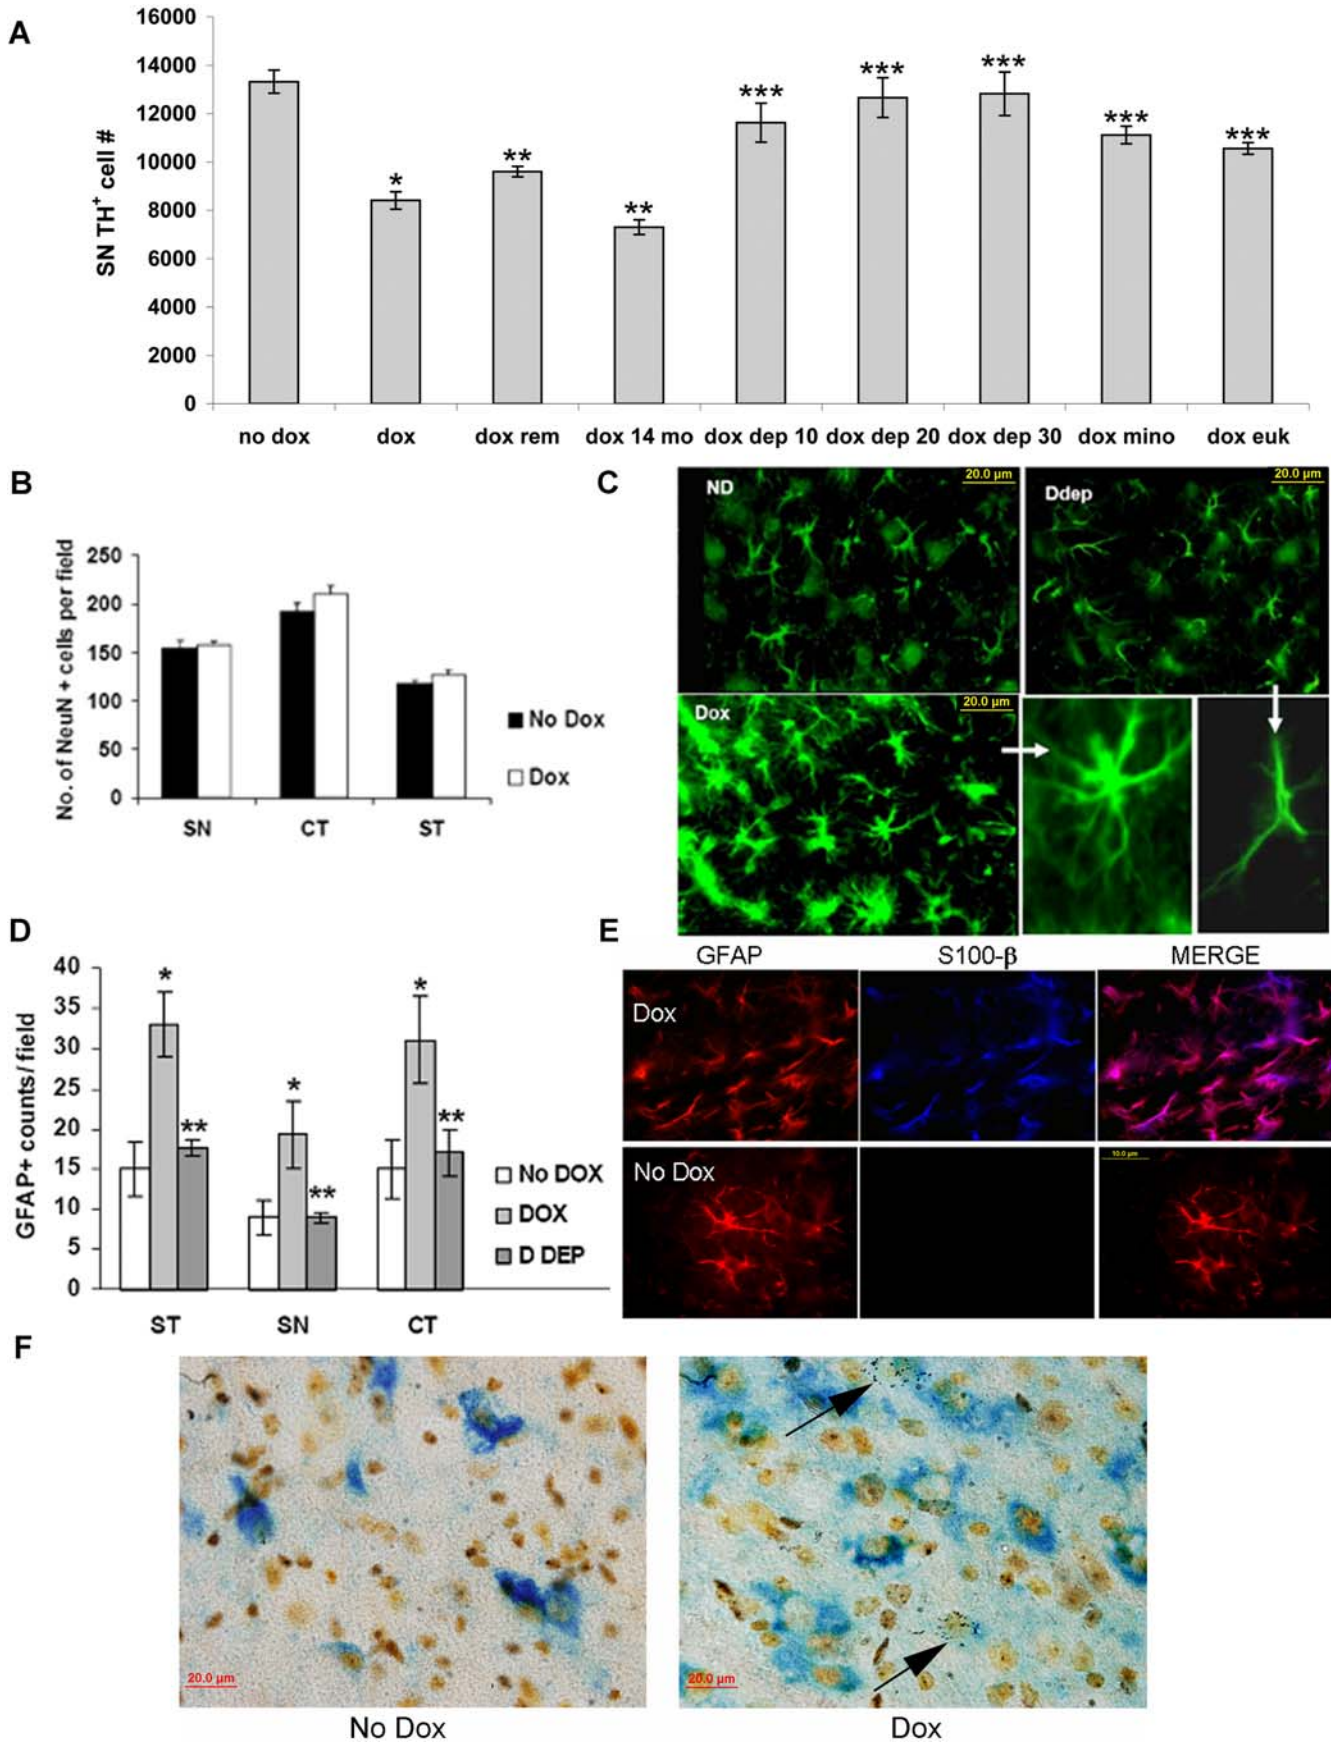 A
16000
14000
12000
10000
8000
6000
4000
2000
0
SN TH+ cell #
*
**
**
***
***
***
***
***
no dox
dox
dox rem
dox 14 mo
dox dep 10
dox dep 20
dox dep 30
dox mino
dox euk
B
250
200
150
100
50
0
No. of NeuN + cells per field
SN
CT
ST
No Dox
Dox
C
ND
20.0 µm
Ddep
20.0 µm
Dox
20.0 µm
D
40
35
30
25
20
15
10
5
0
GFAP+ counts/ field
*
**
*
**
*
**
ST
SN
CT
No DOX
DOX
D DEP
E
GFAP
S100-β
MERGE
Dox
No Dox
10.0 µm
F
20.0 µm
20.0 µm
No Dox
Dox